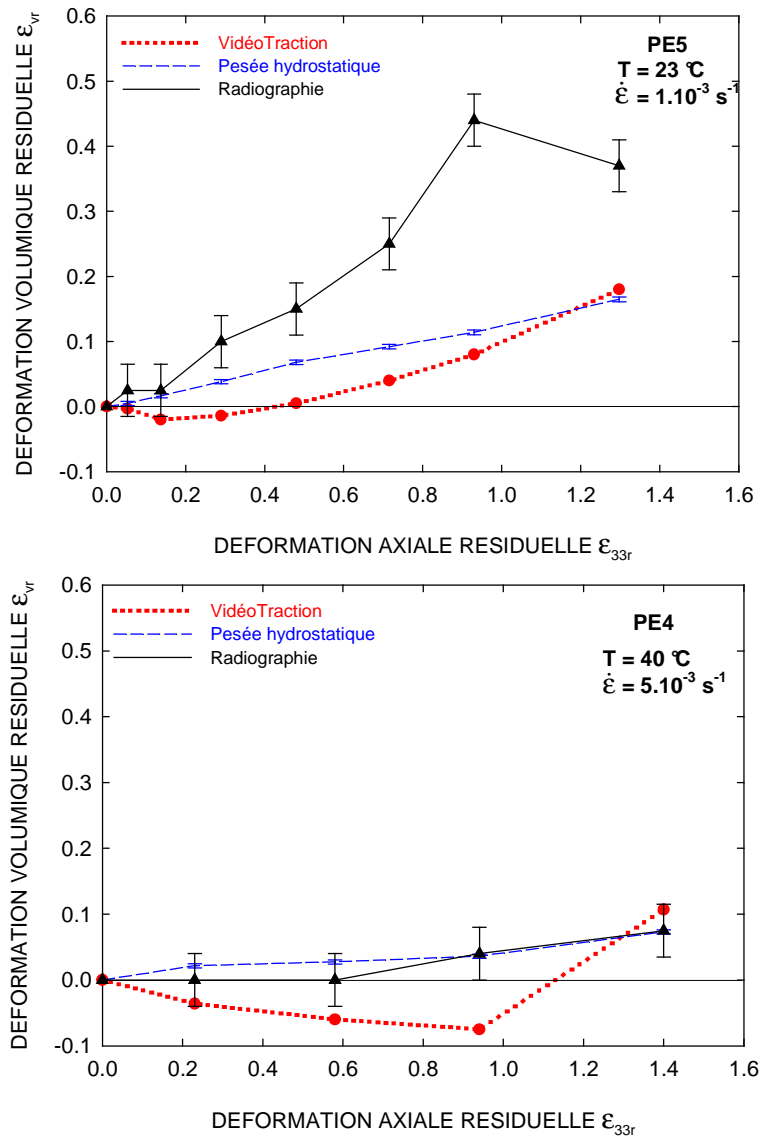 0.6
0.5
0.4
0.3
0.2
0.1
0.0
-0.1
DEFORMATION VOLUMIQUE RESIDUELLE εvr
VidéoTraction
Pesée hydrostatique
Radiographie
PE5
T = 23 °C
ε̇ = 1.10⁻³ s⁻¹
0.0 0.2 0.4 0.6 0.8 1.0 1.2 1.4 1.6
DEFORMATION AXIALE RESIDUELLE ε33r
0.6
0.5
0.4
0.3
0.2
0.1
0.0
-0.1
DEFORMATION VOLUMIQUE RESIDUELLE εvr
VidéoTraction
Pesée hydrostatique
Radiographie
PE4
T = 40 °C
ε̇ = 5.10⁻³ s⁻¹
0.0 0.2 0.4 0.6 0.8 1.0 1.2 1.4 1.6
DEFORMATION AXIALE RESIDUELLE ε33r